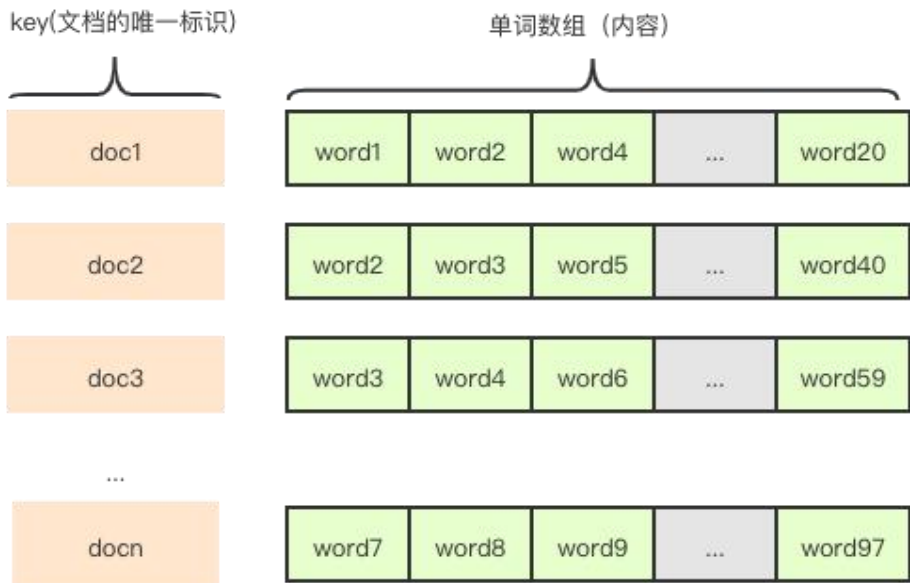 key(文档的唯一标识)
单词数组（内容）
doc1 word1 word2 word4 ... word20
doc2 word2 word3 word5 ... word40
doc3 word3 word4 word6 ... word59
...
docn word7 word8 word9 ... word97